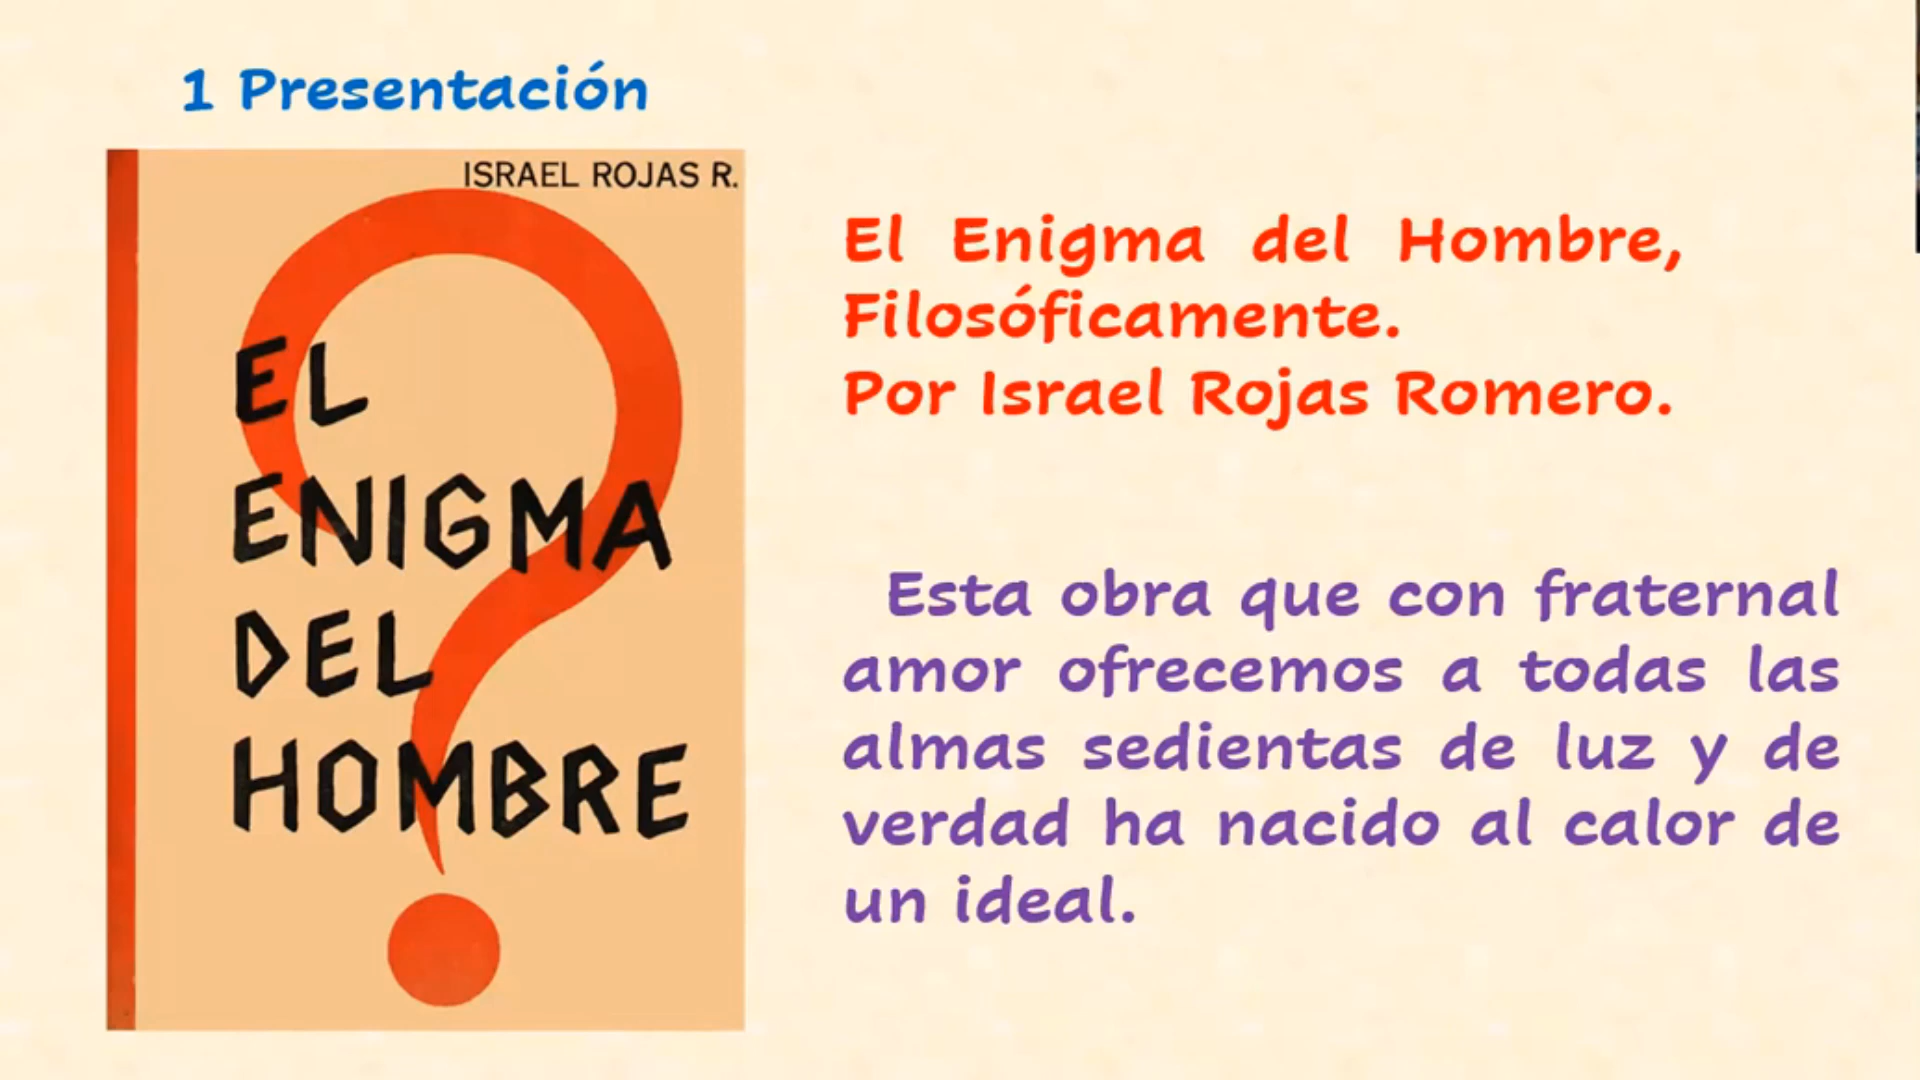 1 Presentación
ISRAEL ROJAS R.
EL
ENIGMA
DEL
HOMBRE
El Enigma del Hombre,
Filosóficamente.
Por Israel Rojas Romero.
Esta obra que con fraternal
amor ofrecemos a todas las
almas sedientas de luz y de
verdad ha nacido al calor de
un ideal.